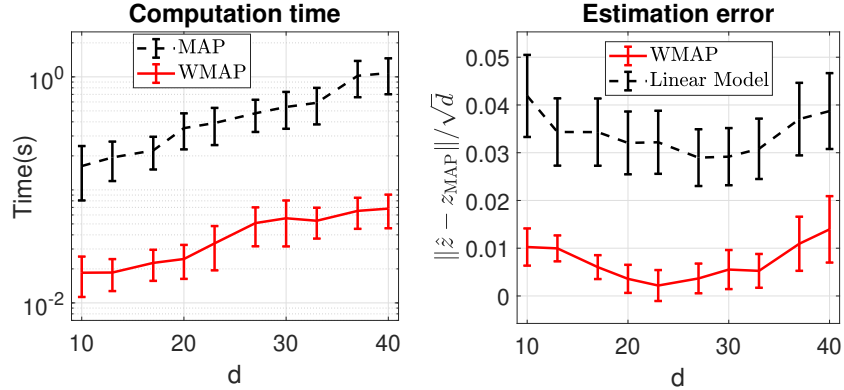 Computation time
MAP
WMAP
10^0
10^-2
Time(s)
10 20 30 40
d
Estimation error
WMAP
Linear Model
0.05
0.04
0.03
0.02
0.01
0
||ẑ − z_MAP||/√d
10 20 30 40
d